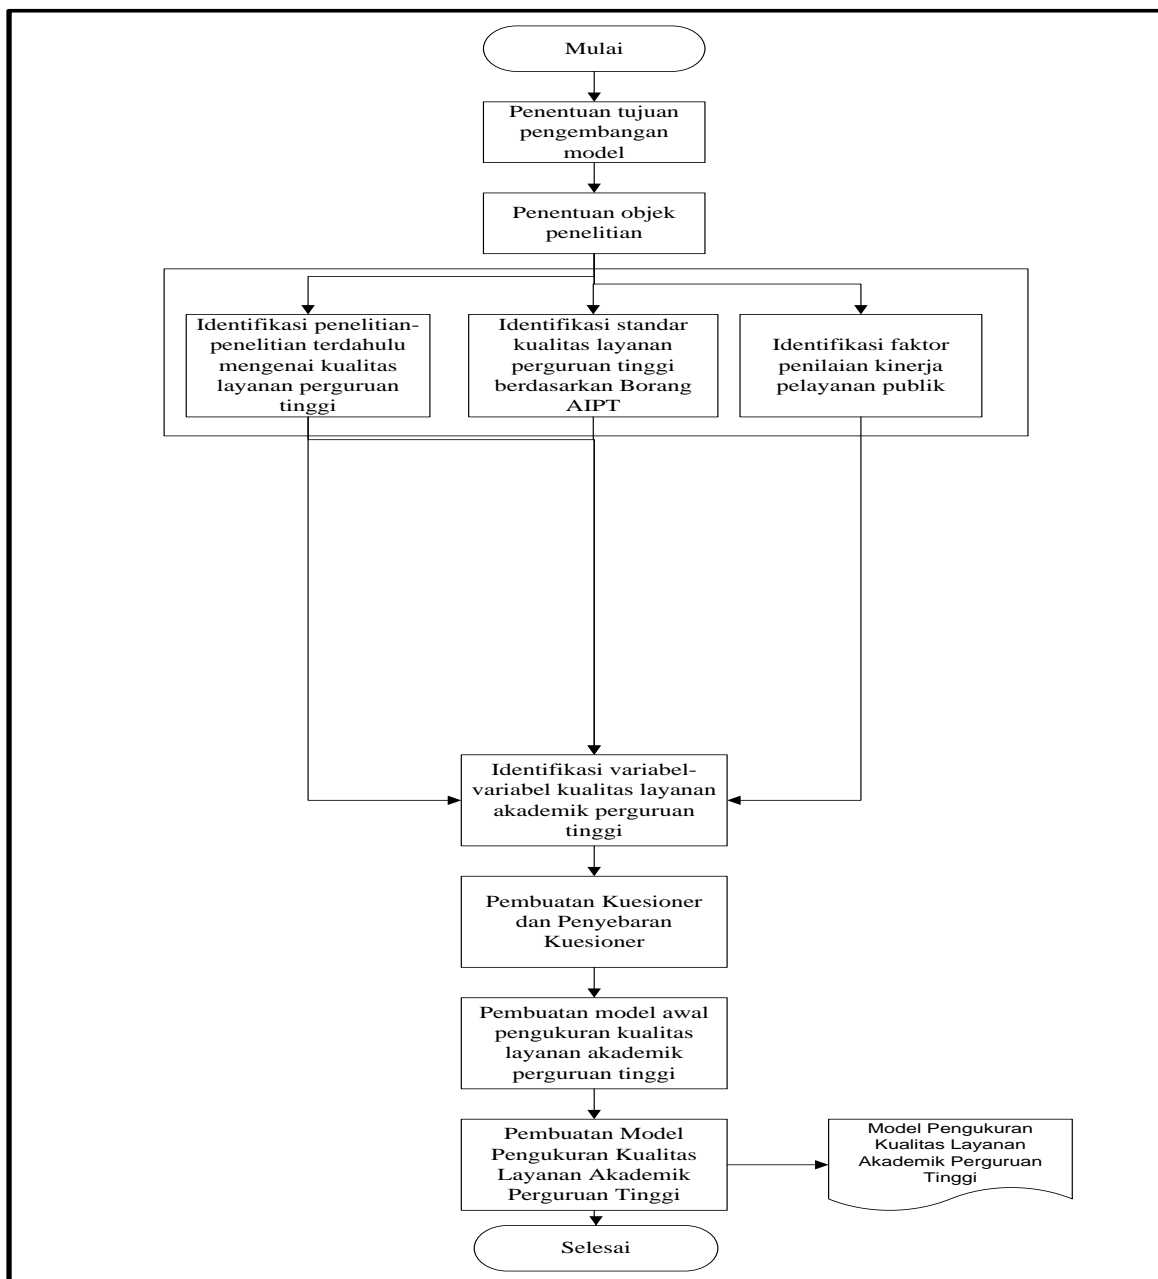 Mulai
Penentuan tujuan
pengembangan
model
Penentuan objek
penelitian
Identifikasi penelitian-
penelitian terdahulu
mengenai kualitas
layanan perguruan
tinggi
Identifikasi standar
kualitas layanan
perguruan tinggi
berdasarkan Borang
AIPT
Identifikasi faktor
penilaian kinerja
pelayanan publik
Identifikasi variabel-
variabel kualitas layanan
akademik perguruan
tinggi
Pembuatan Kuesioner
dan Penyebaran
Kuesioner
Pembuatan model awal
pengukuran kualitas
layanan akademik
perguruan tinggi
Pembuatan Model
Pengukuran Kualitas
Layanan Akademik
Perguruan Tinggi
Model Pengukuran
Kualitas Layanan
Akademik Perguruan
Tinggi
Selesai